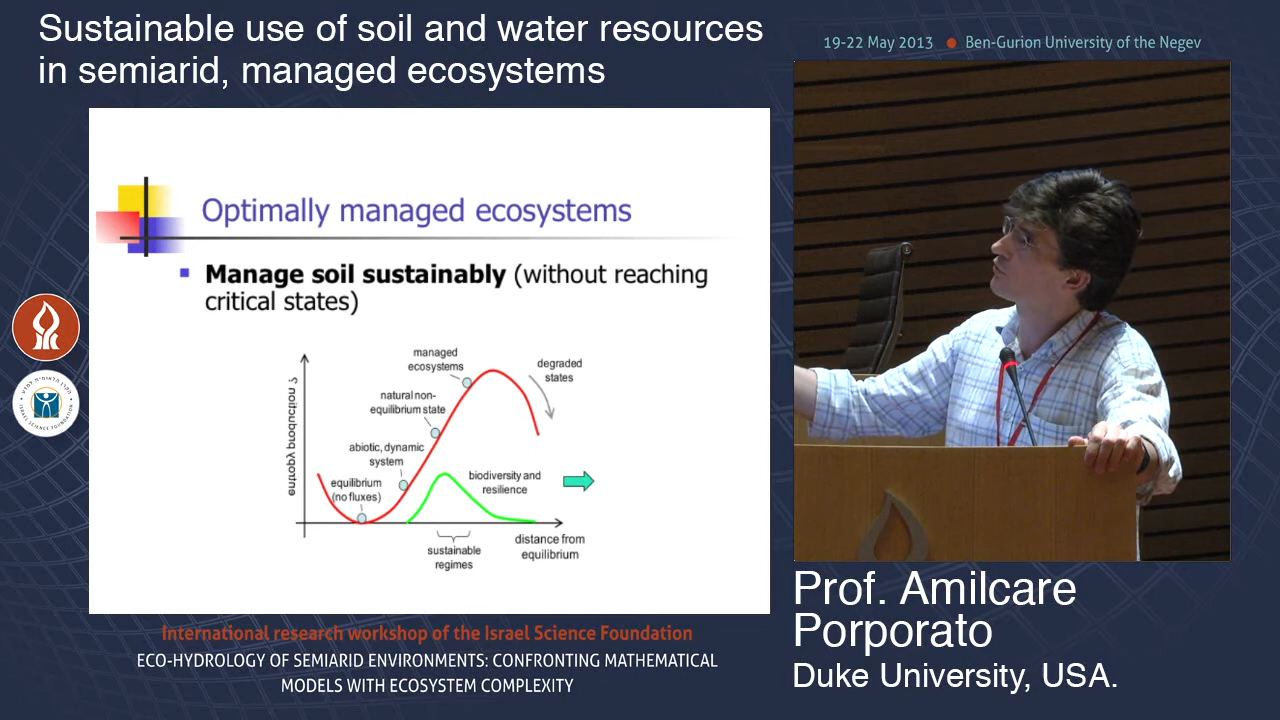 Sustainable use of soil and water resources
in semiarid, managed ecosystems
19-22 May 2013 ● Ben-Gurion University of the Negev
Optimally managed ecosystems
Manage soil sustainably (without reaching
critical states)
managed
ecosystems
degraded
states
natural non-
equilibrium state
abiotic, dynamic
system
equilibrium
(no fluxes)
biodiversity and
resilience
entropy production
sustainable
regimes
distance from
equilibrium
ISRAEL SCIENCE FOUNDATION
Prof. Amilcare
Porporato
Duke University, USA.
International research workshop of the Israel Science Foundation
ECO-HYDROLOGY OF SEMIARID ENVIRONMENTS: CONFRONTING MATHEMATICAL
MODELS WITH ECOSYSTEM COMPLEXITY